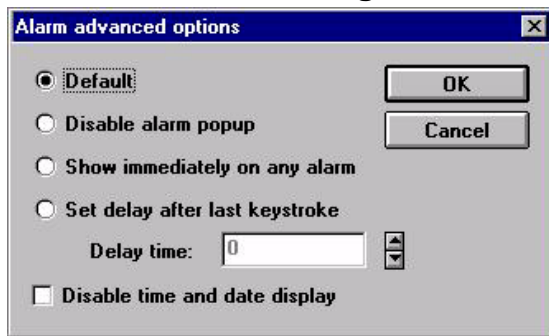 Alarm advanced options
Default
OK
Disable alarm popup
Cancel
Show immediately on any alarm
Set delay after last keystroke
Delay time: 0
Disable time and date display